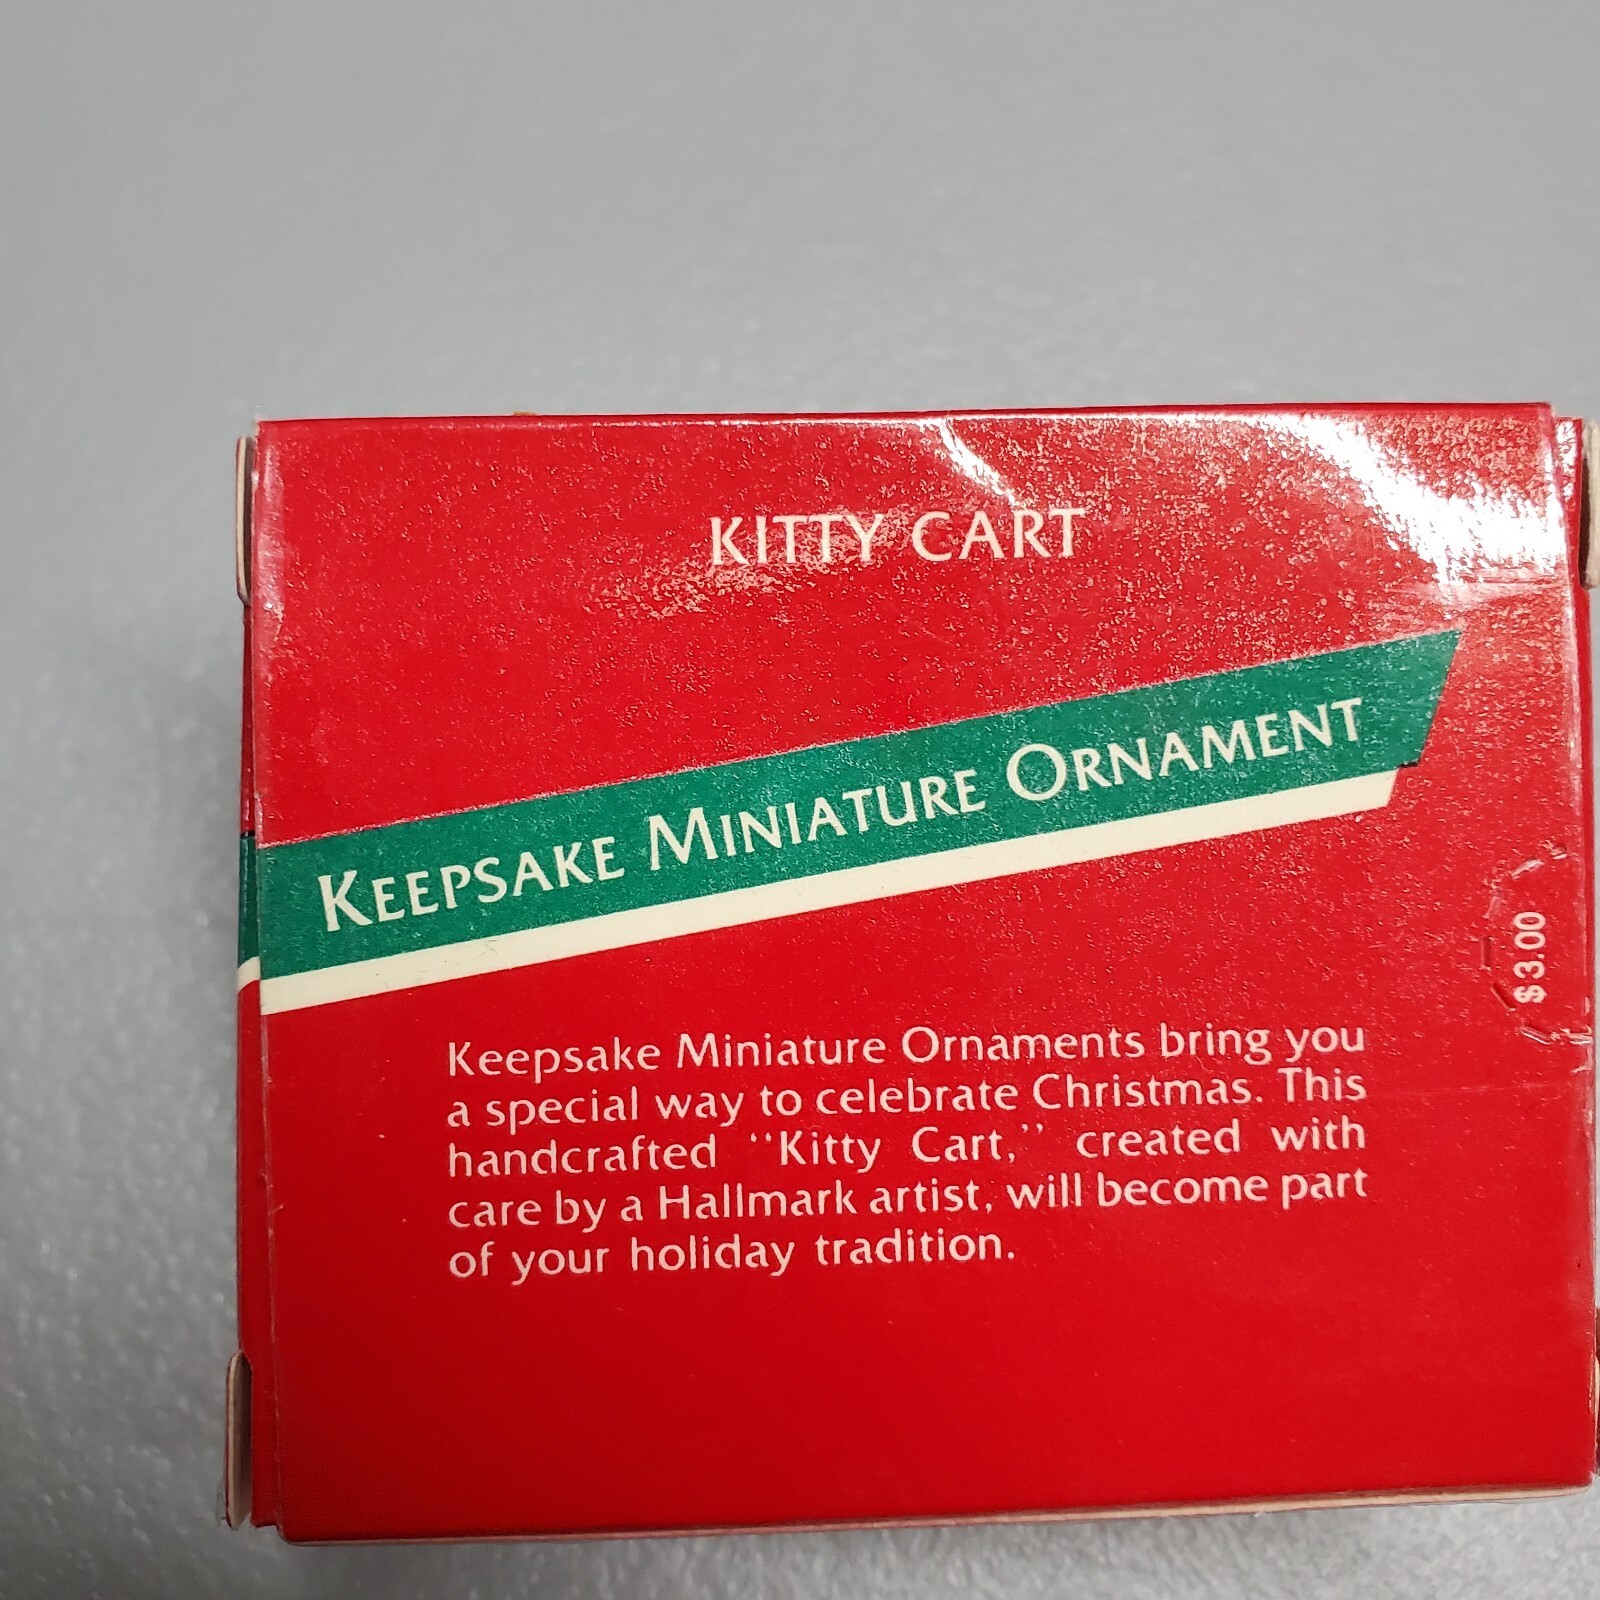 KITTY CART
KEEPSAKE MINIATURE ORNAMENT
$3.00
Keepsake Miniature Ornaments bring you
a special way to celebrate Christmas. This
handcrafted "Kitty Cart," created with
care by a Hallmark artist, will become part
of your holiday tradition.